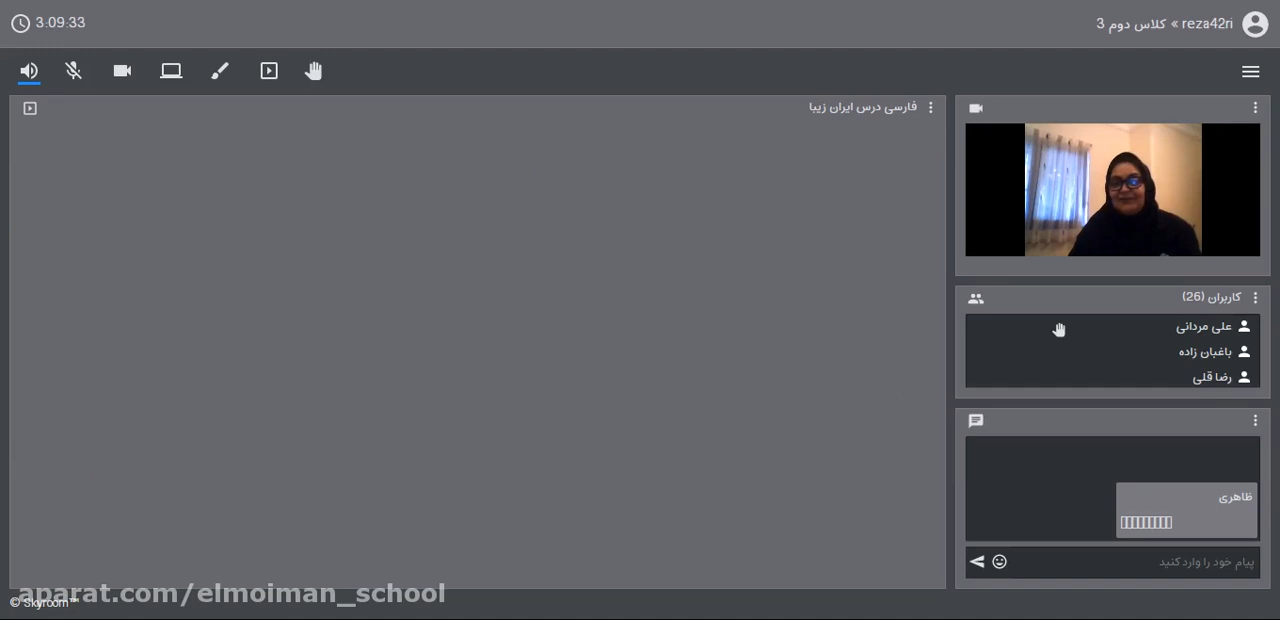 3:09:33
reza42ri » کلاس دوم 3
فارسی درس ایران زیبا
کاربران (26)
علی مردانی
باغبان زاده
رضا قلی
ظاهری
پیام خود را وارد کنید
aparat.com/elmoiman_school
© Skyroom™